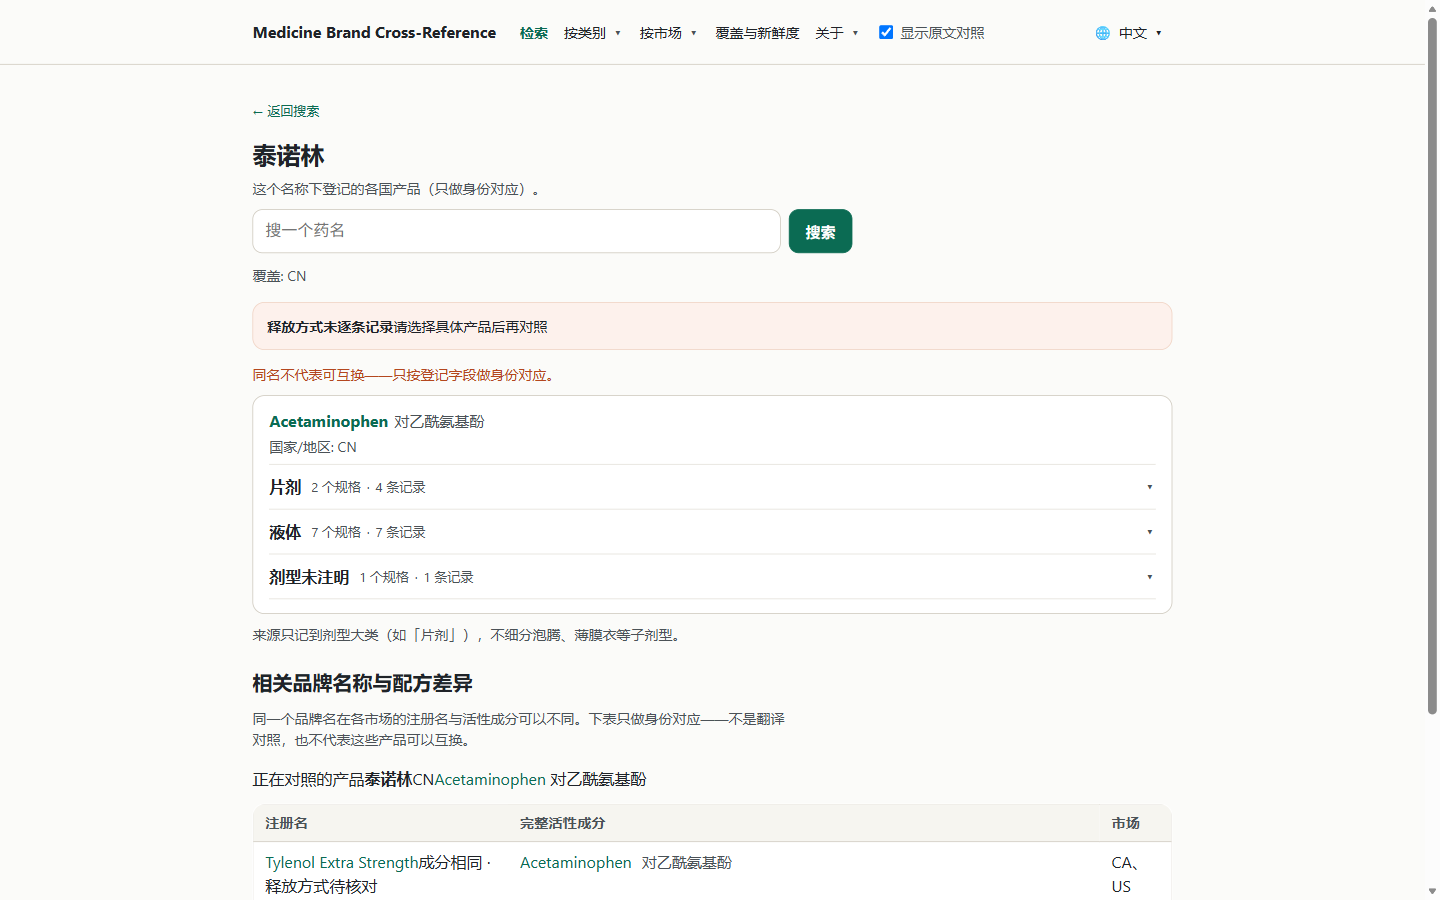 Medicine Brand Cross-Reference 检索 按类别 ▾ 按市场 ▾ 覆盖与新鲜度 关于 ▾ 显示原文对照 🌐 中文 ▾
← 返回搜索
泰诺林
这个名称下登记的各国产品（只做身份对应）。
搜一个药名 搜索
覆盖: CN
释放方式未逐条记录请选择具体产品后再对照
同名不代表可互换——只按登记字段做身份对应。
Acetaminophen 对乙酰氨基酚
国家/地区: CN
片剂 2 个规格 · 4 条记录 ▾
液体 7 个规格 · 7 条记录 ▾
剂型未注明 1 个规格 · 1 条记录 ▾
来源只记到剂型大类（如「片剂」），不细分泡腾、薄膜衣等子剂型。
相关品牌名称与配方差异
同一个品牌名在各市场的注册名与活性成分可以不同。下表只做身份对应——不是翻译
对照，也不代表这些产品可以互换。
正在对照的产品泰诺林CNAcetaminophen 对乙酰氨基酚
注册名 完整活性成分 市场
Tylenol Extra Strength成分相同 · Acetaminophen 对乙酰氨基酚 CA、
释放方式待核对 US